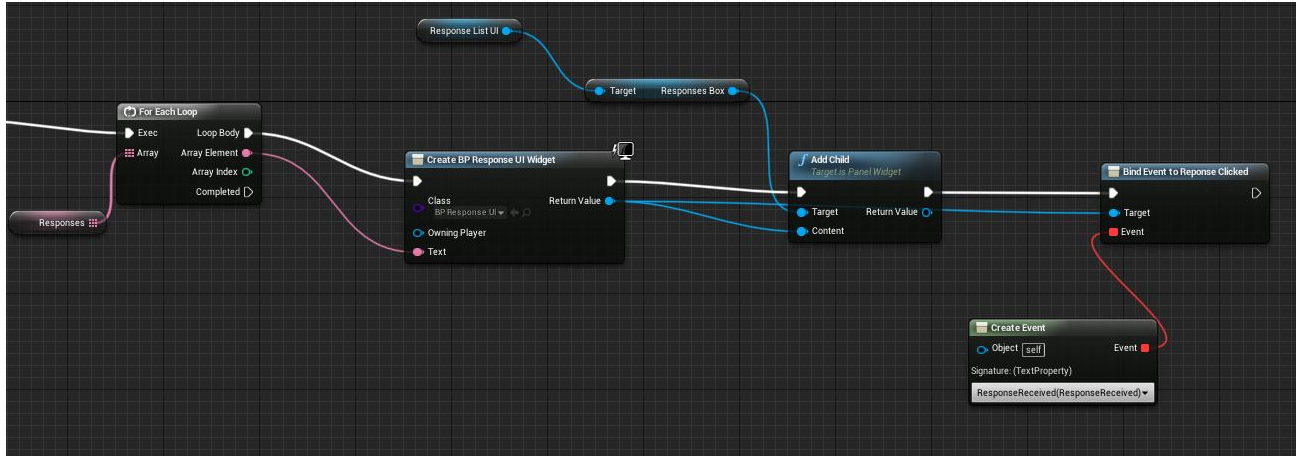 Response List UI
Target Responses Box
For Each Loop
Exec Loop Body
Array Array Element
Array Index
Completed
Responses
Create BP Response UI Widget
Class
BP Response UI
Return Value
Owning Player
Text
f Add Child
Target is Panel Widget
Target Return Value
Content
Bind Event to Reponse Clicked
Target
Event
Create Event
Object self Event
Signature: (TextProperty)
ResponseReceived(ResponseReceived)